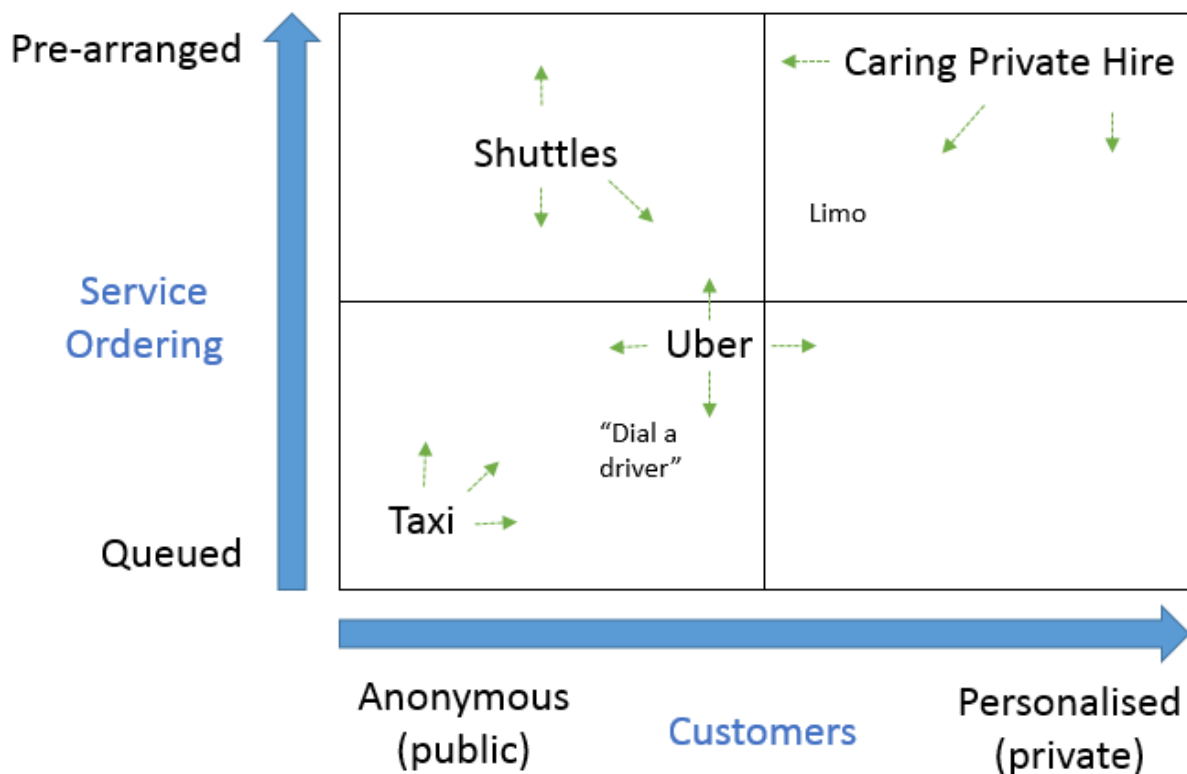 Pre-arranged
Caring Private Hire
Shuttles
Limo
Service
Ordering
Uber
“Dial a
driver”
Taxi
Queued
Anonymous
(public)
Customers
Personalised
(private)